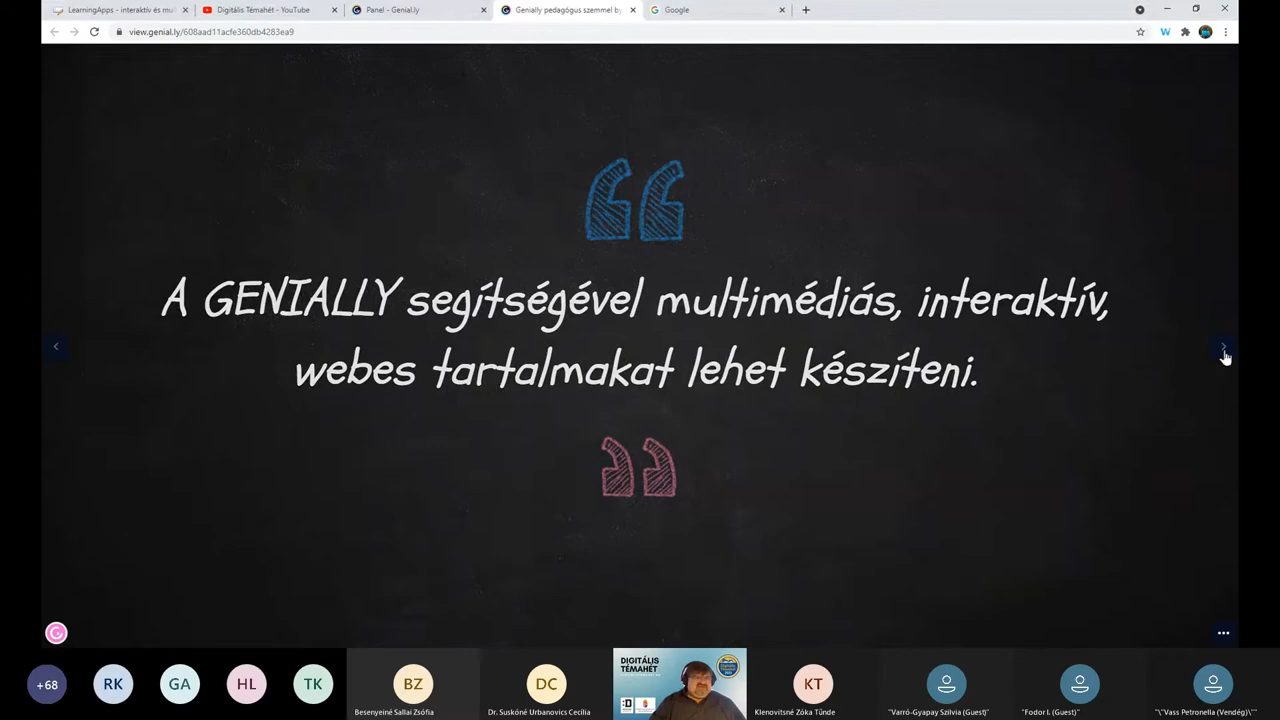 LearningApps - interaktív és mul
Digitális Témahét - YouTube
Panel - Genial.ly
Genially pedagógus szemmel by
Google
view.genial.ly/608aad11acfe360db4283ea9
A GENIALLY segítségével multimédiás, interaktív,
webes tartalmakat lehet készíteni.
+68
RK
GA
HL
TK
BZ
Besenyeiné Sallai Zsófia
DC
Dr. Suskóné Urbanovics Cecília
DIGITÁLIS
TÉMAHÉT
KT
Klenovitsné Zóka Tünde
"Varró-Gyapay Szilvia (Guest)"
"Fodor I. (Guest)"
"\"Vass Petronella (Vendég)\""